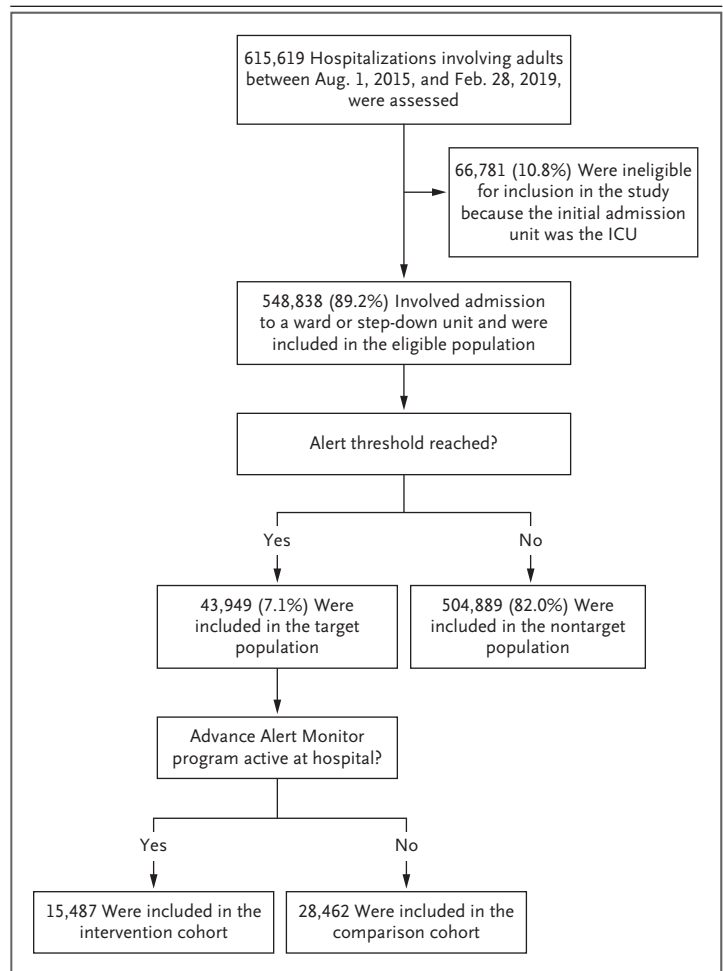 615,619 Hospitalizations involving adults
between Aug. 1, 2015, and Feb. 28, 2019,
were assessed
66,781 (10.8%) Were ineligible
for inclusion in the study
because the initial admission
unit was the ICU
548,838 (89.2%) Involved admission
to a ward or step-down unit and were
included in the eligible population
Alert threshold reached?
Yes
No
43,949 (7.1%) Were
included in the target
population
504,889 (82.0%) Were
included in the nontarget
population
Advance Alert Monitor
program active at hospital?
Yes
No
15,487 Were included in the
intervention cohort
28,462 Were included in the
comparison cohort